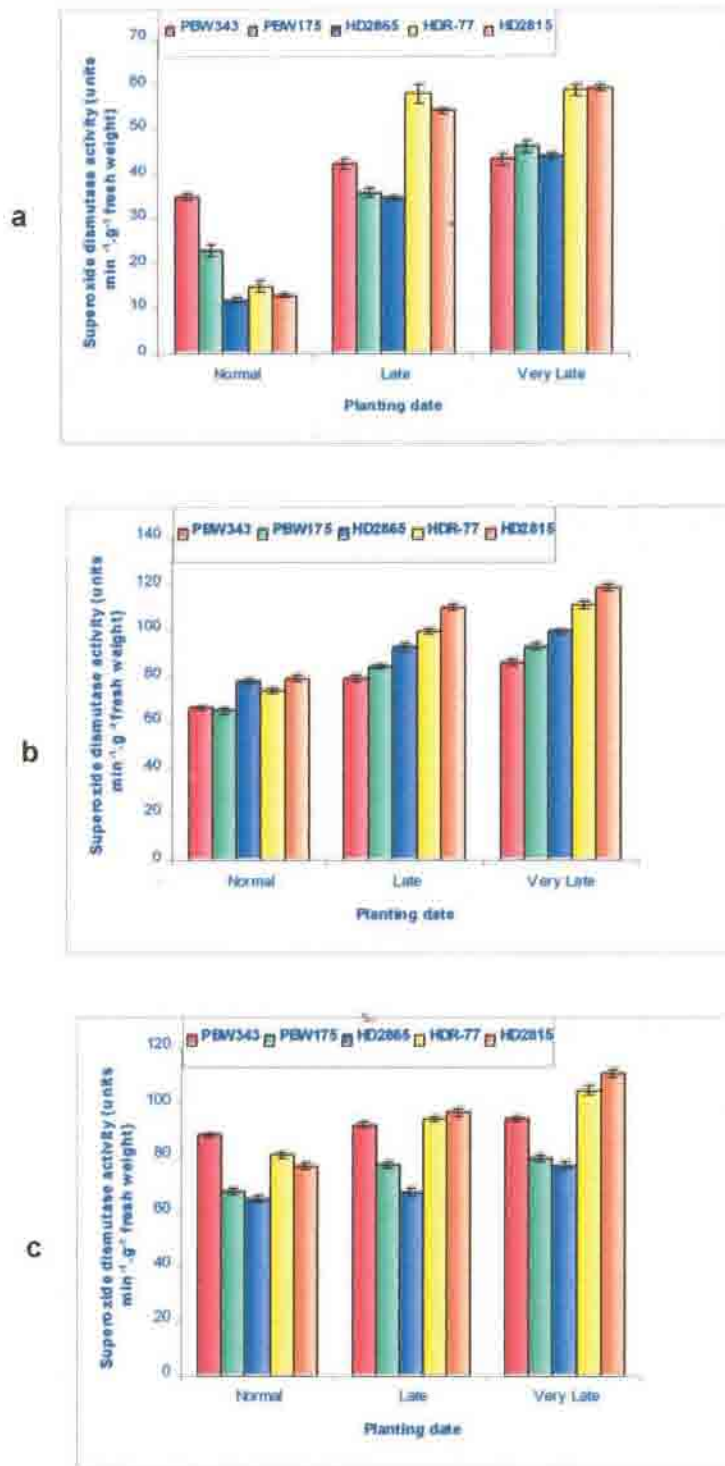 a
PBW343 PBW175 HD2865 HDR-77 HD2815
Superoxide dismutase activity (units
min ⁻¹.g⁻¹ fresh weight)
70
60
50
40
30
20
10
0
Normal Late Very Late
Planting date
b
PBW343 PBW175 HD2865 HDR-77 HD2815
Superoxide dismutase activity (units
min⁻¹.g⁻¹ fresh weight)
140
120
100
80
60
40
20
0
Normal Late Very Late
Planting date
c
PBW343 PBW175 HD2865 HDR-77 HD2815
Superoxide dismutase activity (units
min ⁻¹.g⁻¹ fresh weight)
120
100
80
60
40
20
0
Normal Late Very Late
Planting date